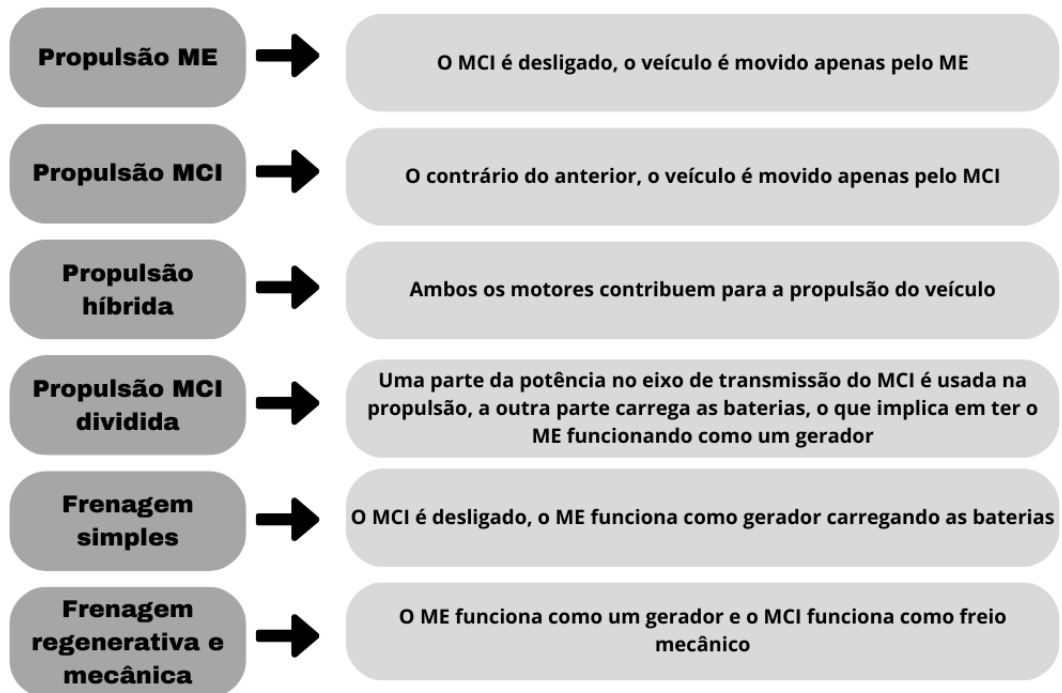 Propulsão ME
O MCI é desligado, o veículo é movido apenas pelo ME
Propulsão MCI
O contrário do anterior, o veículo é movido apenas pelo MCI
Propulsão
híbrida
Ambos os motores contribuem para a propulsão do veículo
Propulsão MCI
dividida
Uma parte da potência no eixo de transmissão do MCI é usada na
propulsão, a outra parte carrega as baterias, o que implica em ter o
ME funcionando como um gerador
Frenagem
simples
O MCI é desligado, o ME funciona como gerador carregando as baterias
Frenagem
regenerativa e
mecânica
O ME funciona como um gerador e o MCI funciona como freio
mecânico